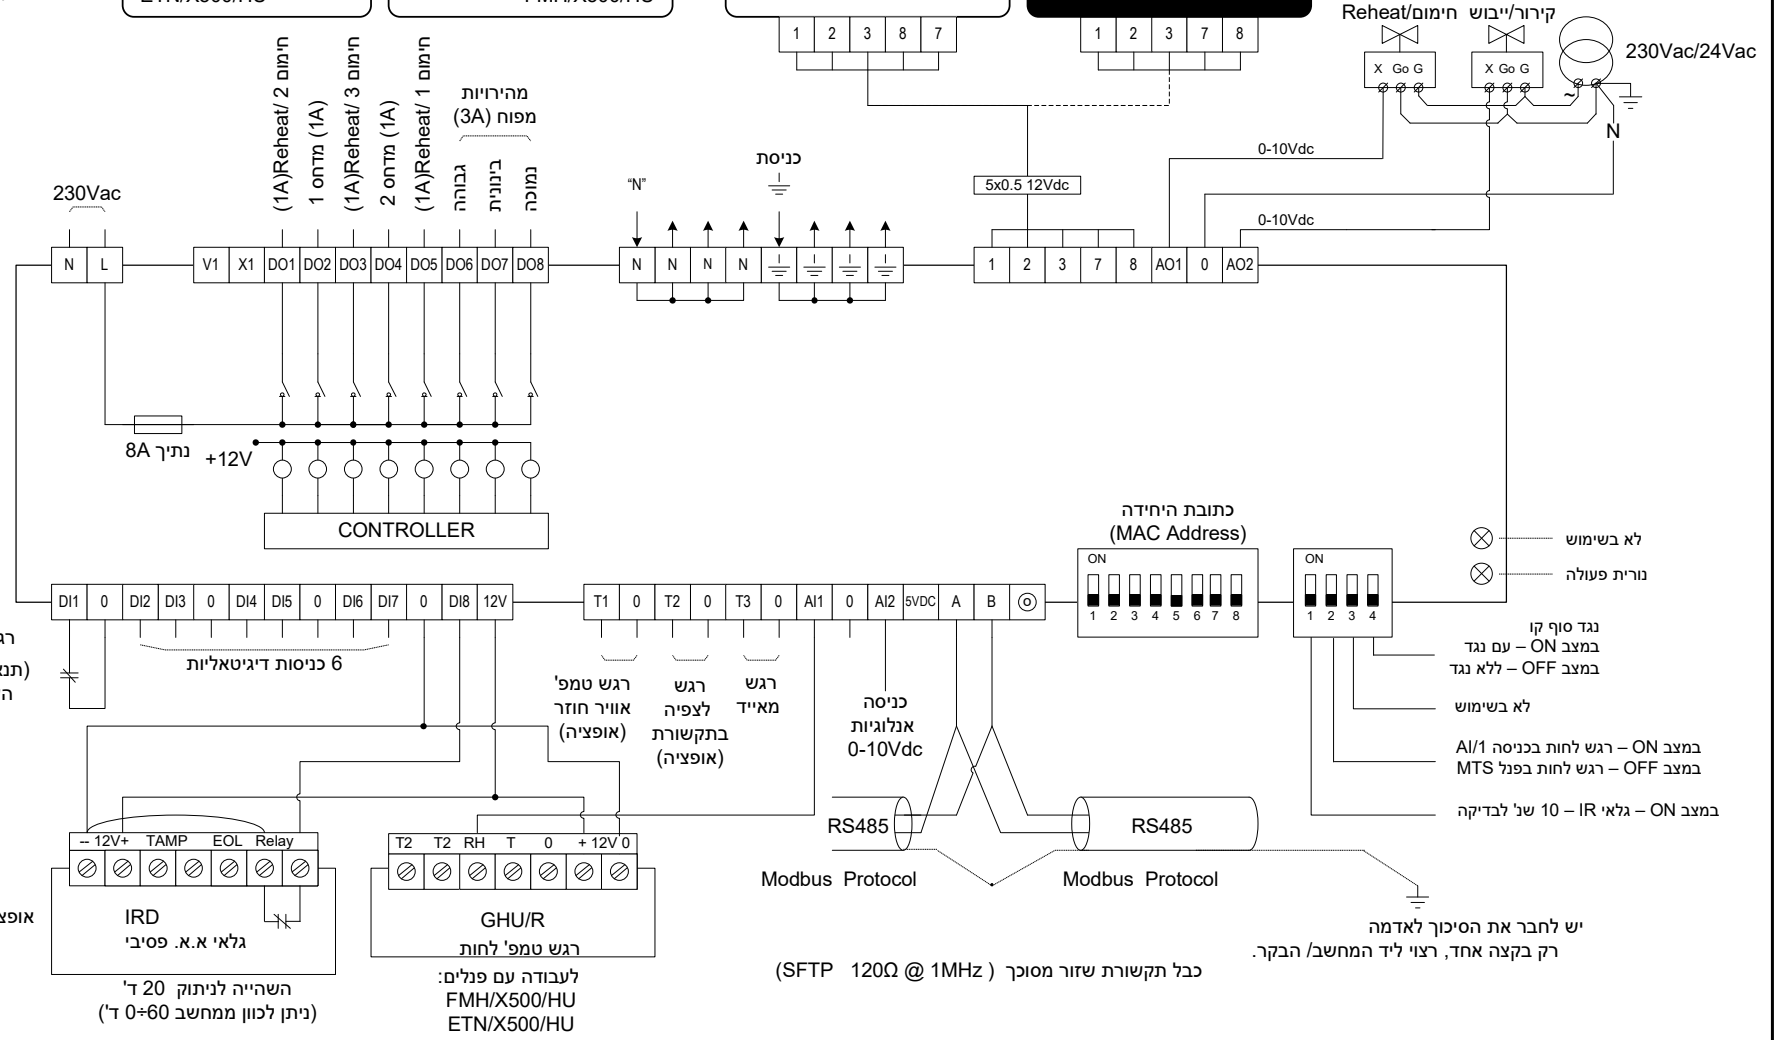 ETN/X500/HU
FMH/X500/HU
1 2 3 8 7
1 2 3 7 8
Reheat/חימום
קירור/ייבוש
230Vac/24Vac
X Go G
X Go G
~
N
0-10Vdc
0-10Vdc
5x0.5 12Vdc
(1A)Reheat/ 2 חימום
מדחס 1 (1A)
(1A)Reheat/ 3 חימום
מדחס 2 (1A)
(1A)Reheat/ 1 חימום
מהירויות
מפוח (3A)
גבוהה
בינונית
נמוכה
230Vac
"N"
כניסת
N L
V1 X1 DO1 DO2 DO3 DO4 DO5 DO6 DO7 DO8
N N N N
1 2 3 7 8 AO1 0 AO2
נתיך 8A
+12V
CONTROLLER
כתובת היחידה
(MAC Address)
ON
1 2 3 4 5 6 7 8
ON
1 2 3 4
לא בשימוש
נורית פעולה
DI1 0 DI2 DI3 0 DI4 DI5 0 DI6 DI7 0 DI8 12V
T1 0 T2 0 T3 0 AI1 0 AI2 5VDC A B
6 כניסות דיגיטאליות
רגש טמפ'
אוויר חוזר
(אופציה)
רגש
לצפיה
בתקשורת
(אופציה)
רגש
מאייד
כניסה
אנלוגיות
0-10Vdc
נגד סוף קו
במצב ON – עם נגד
במצב OFF – ללא נגד
לא בשימוש
במצב ON – רגש לחות בכניסה AI/1
במצב OFF – רגש לחות בפנל MTS
במצב ON – גלאי IR – 10 שנ' לבדיקה
-- 12V+ TAMP EOL Relay
IRD
גלאי א.א. פסיבי
השהייה לניתוק 20 ד'
(ניתן לכוון ממחשב 0÷60 ד')
T2 T2 RH T 0 + 12V 0
GHU/R
רגש טמפ' לחות
לעבודה עם פנלים:
FMH/X500/HU
ETN/X500/HU
RS485
RS485
Modbus Protocol
Modbus Protocol
יש לחבר את הסיכוך לאדמה
רק בקצה אחד, רצוי ליד המחשב/ הבקר.
כבל תקשורת שזור מסוכך (SFTP 120Ω @ 1MHz )